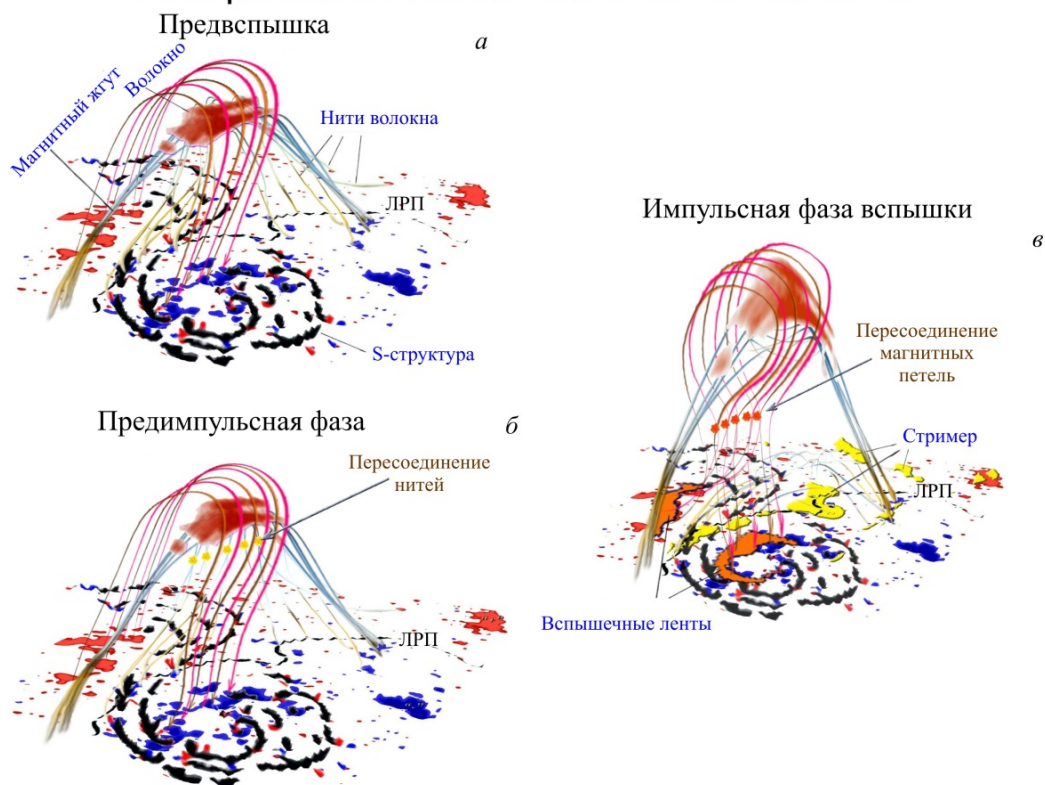 Предвспышка
а
Волокно
Магнитный жгут
Нити волокна
ЛРП
S-структура
Предимпульсная фаза
б
Пересоединение
нитей
ЛРП
Импульсная фаза вспышки
в
Пересоединение
магнитных
петель
Стример
ЛРП
Вспышечные ленты